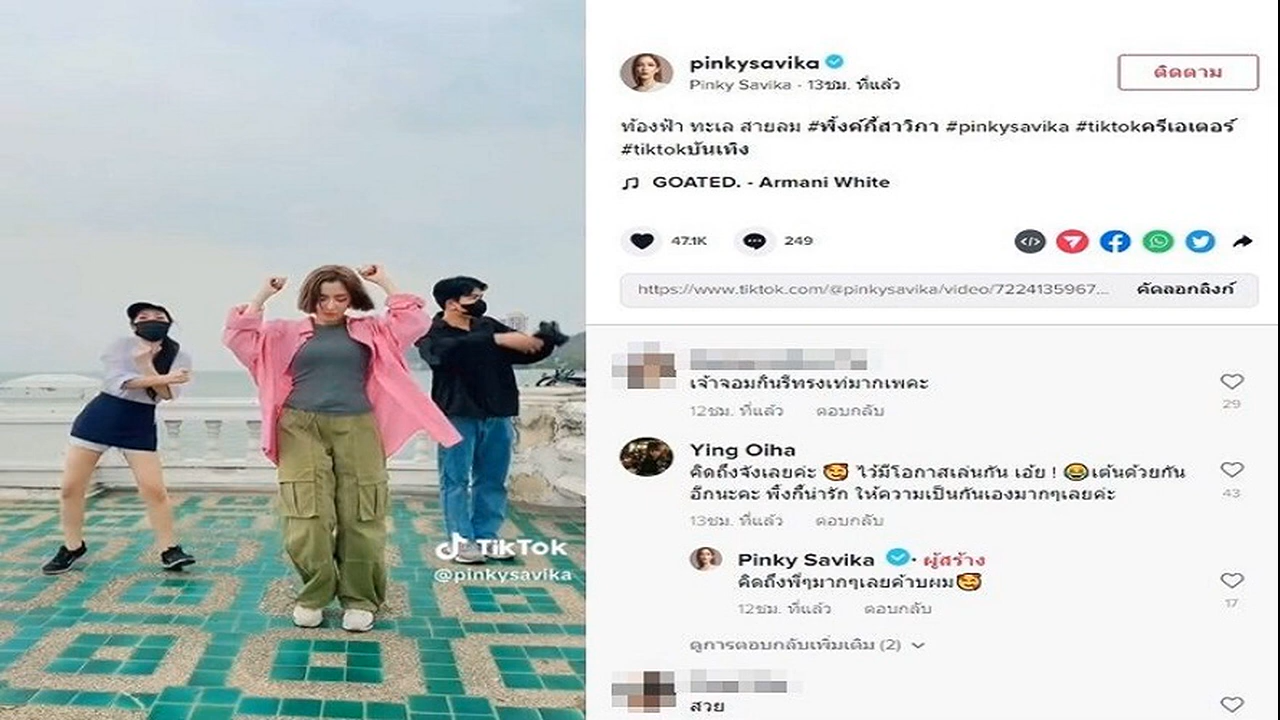 pinkysavika
Pinky Savika · 13ชม. ที่แล้ว
ติดตาม
ท้องฟ้า ทะเล สายลม #พิ้งค์กี้สาวิกา #pinkysavika #tiktokครีเอเตอร์
#tiktokบันเทิง
GOATED. - Armani White
47.1K
249
https://www.tiktok.com/@pinkysavika/video/7224135967...
คัดลอกลิงก์
เจ้าจอมกินรีทรงเท่มากเพคะ
12ชม. ที่แล้ว ตอบกลับ
29
Ying Oiha
คิดถึงจังเลยค่ะ 🥰 ไว้มีโอกาสเล่นกัน เอ้ย ! 😂เต้นด้วยกัน
อีกนะคะ พิ้งกี้น่ารัก ให้ความเป็นกันเองมากๆเลยค่ะ
43
13ชม. ที่แล้ว ตอบกลับ
Pinky Savika · ผู้สร้าง
คิดถึงพี่ๆมากๆเลยค้าบผม🥰
17
12ชม. ที่แล้ว ตอบกลับ
ดูการตอบกลับเพิ่มเติม (2)
สวย
TikTok
@pinkysavika